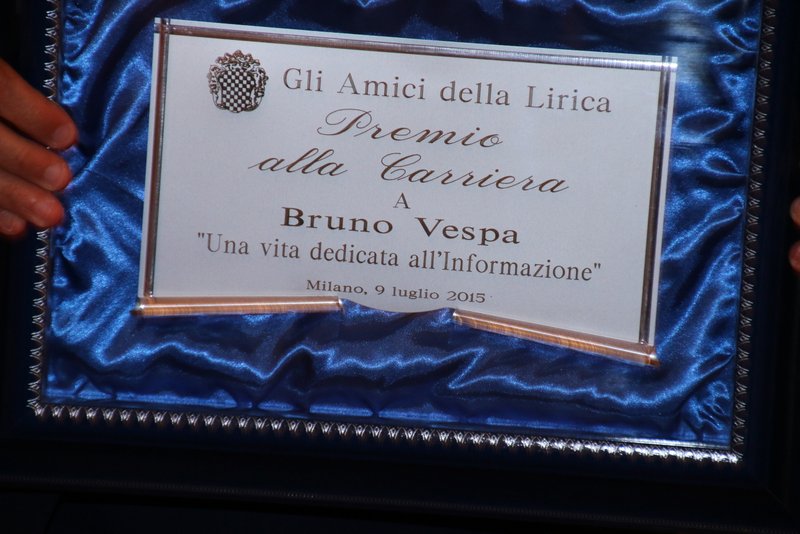 Gli Amici della Lirica
Premio
alla Carriera
A
Bruno Vespa
"Una vita dedicata all'Informazione"
Milano, 9 luglio 2015